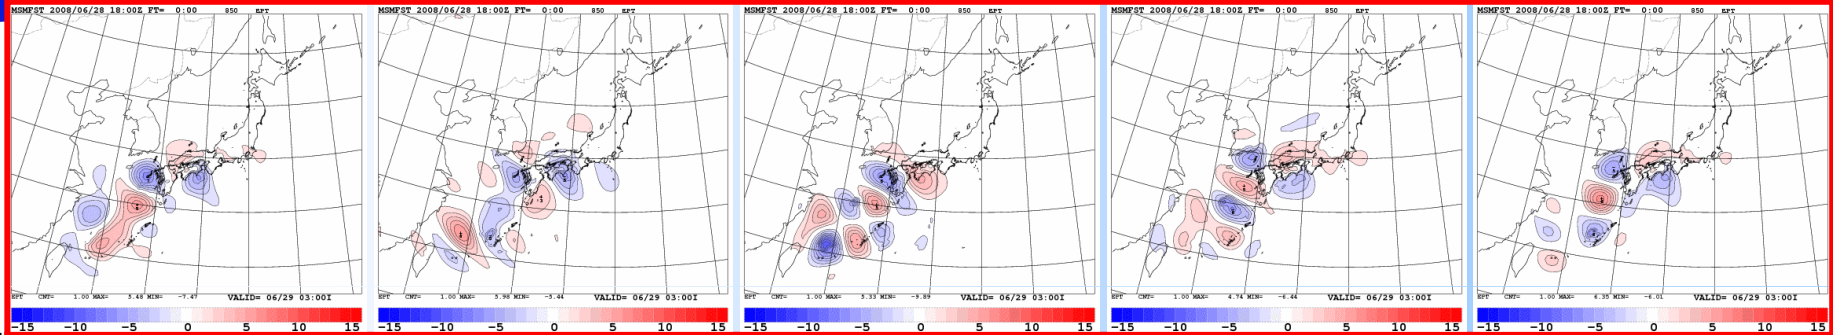 MSMFST 2008/06/28 18:00Z FT= 0:00 850 EPT
EPT CNT= 1.00 MAX= 5.48 MIN= -7.47 VALID= 06/29 03:00I
-15 -10 -5 0 5 10 15
MSMFST 2008/06/28 18:00Z FT= 0:00 850 EPT
EPT CNT= 1.00 MAX= 5.98 MIN= -5.44 VALID= 06/29 03:00I
-15 -10 -5 0 5 10 15
MSMFST 2008/06/28 18:00Z FT= 0:00 850 EPT
EPT CNT= 1.00 MAX= 5.33 MIN= -9.89 VALID= 06/29 03:00I
-15 -10 -5 0 5 10 15
MSMFST 2008/06/28 18:00Z FT= 0:00 850 EPT
EPT CNT= 1.00 MAX= 4.74 MIN= -6.44 VALID= 06/29 03:00I
-15 -10 -5 0 5 10 15
MSMFST 2008/06/28 18:00Z FT= 0:00 850 EPT
EPT CNT= 1.00 MAX= 6.35 MIN= -6.01 VALID= 06/29 03:00I
-15 -10 -5 0 5 10 15